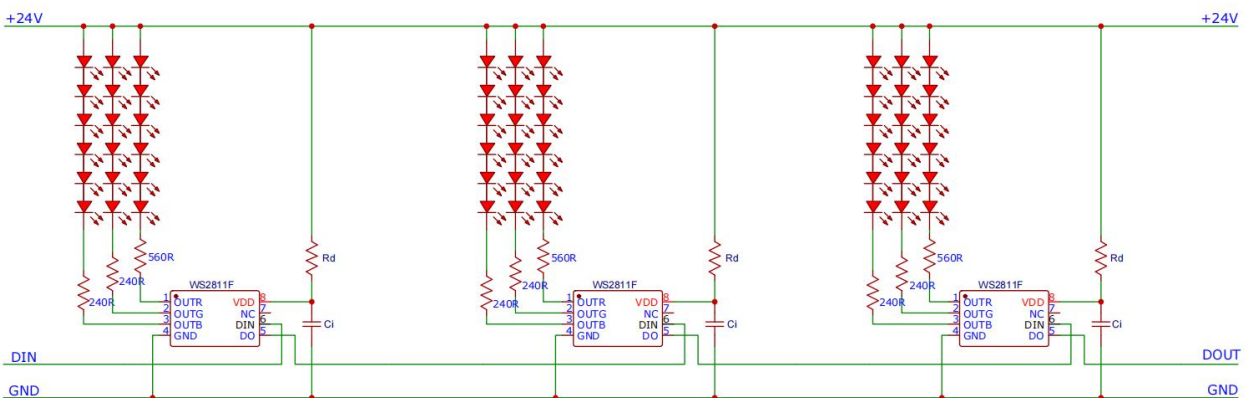 +24V +24V
560R Rd 560R Rd 560R Rd
240R 240R 240R
WS2811F WS2811F WS2811F
240R 1 OUTR VDD 8 240R 1 OUTR VDD 8 240R 1 OUTR VDD 8
2 OUTG NC 7 2 OUTG NC 7 2 OUTG NC 7
3 OUTB DIN 6 Ci 3 OUTB DIN 6 Ci 3 OUTB DIN 6 Ci
4 GND DO 5 4 GND DO 5 4 GND DO 5
DIN DOUT
GND GND